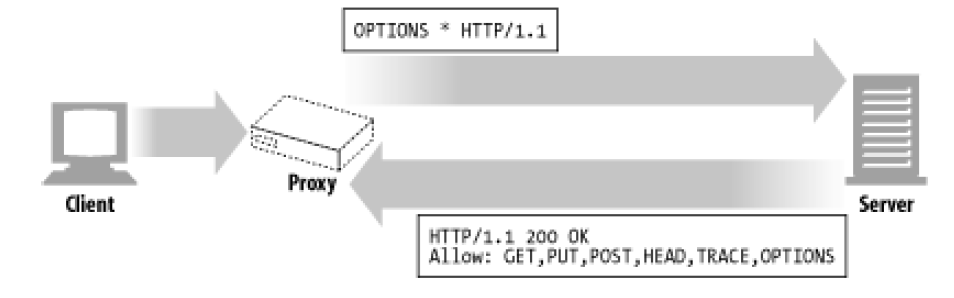 OPTIONS * HTTP/1.1
Client
Proxy
Server
HTTP/1.1 200 OK
Allow: GET,PUT,POST,HEAD,TRACE,OPTIONS